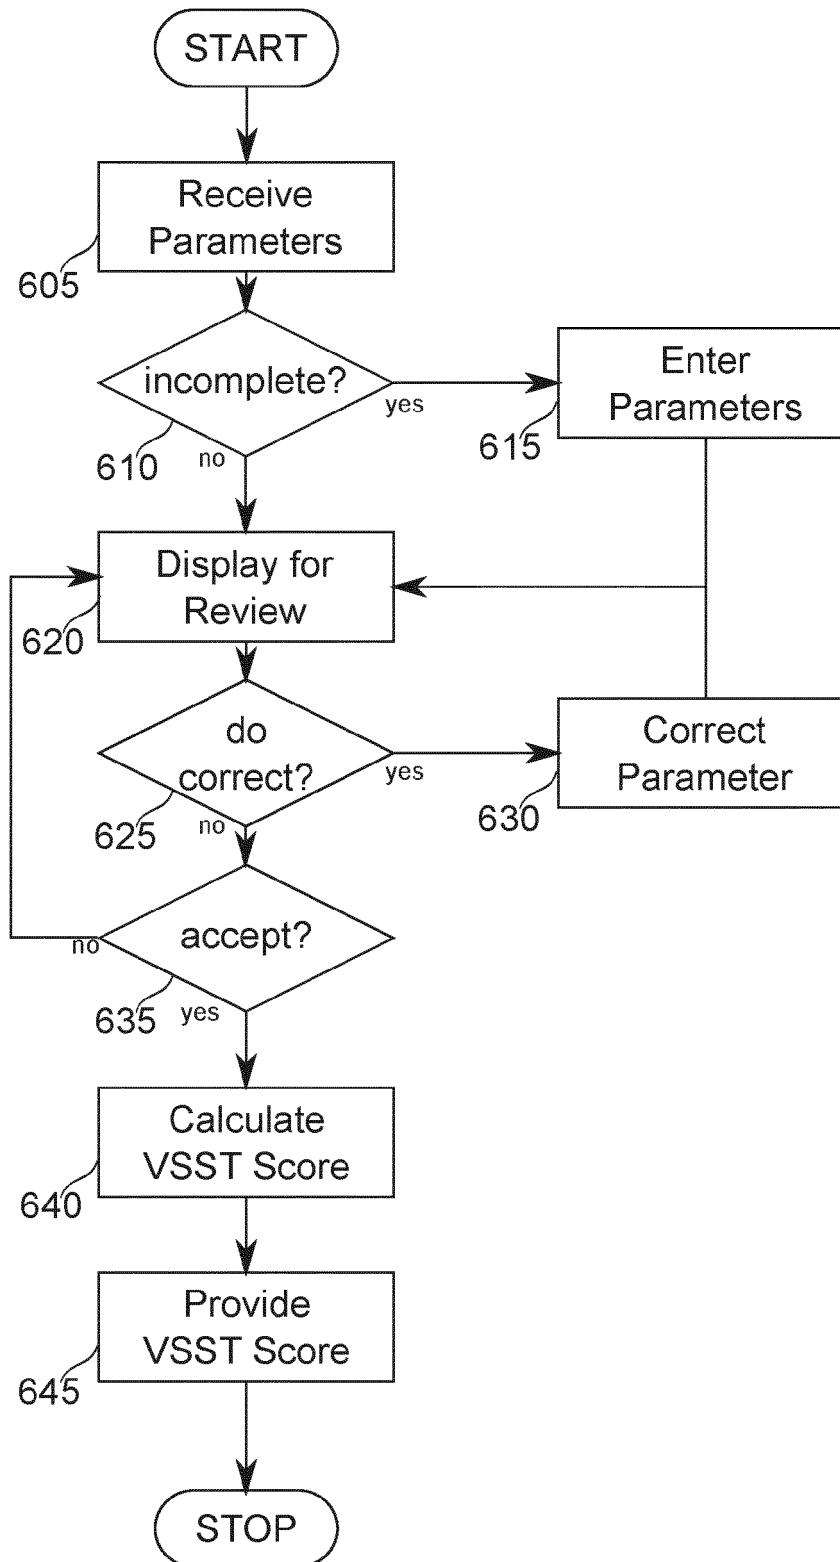 START
Receive
Parameters
605
incomplete?
yes
610
no
Enter
Parameters
615
Display for
Review
620
do
correct?
yes
625
no
Correct
Parameter
630
accept?
no
635
yes
Calculate
VSST Score
640
Provide
VSST Score
645
STOP